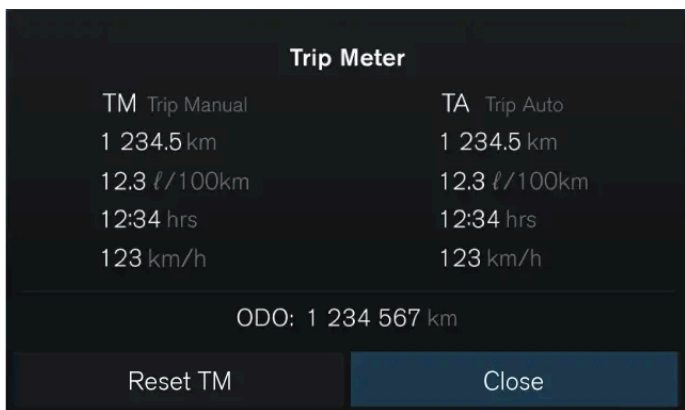 Trip Meter
TM Trip Manual
1 234.5 km
12.3 ℓ/100km
12:34 hrs
123 km/h
TA Trip Auto
1 234.5 km
12.3 ℓ/100km
12:34 hrs
123 km/h
ODO: 1 234 567 km
Reset TM
Close